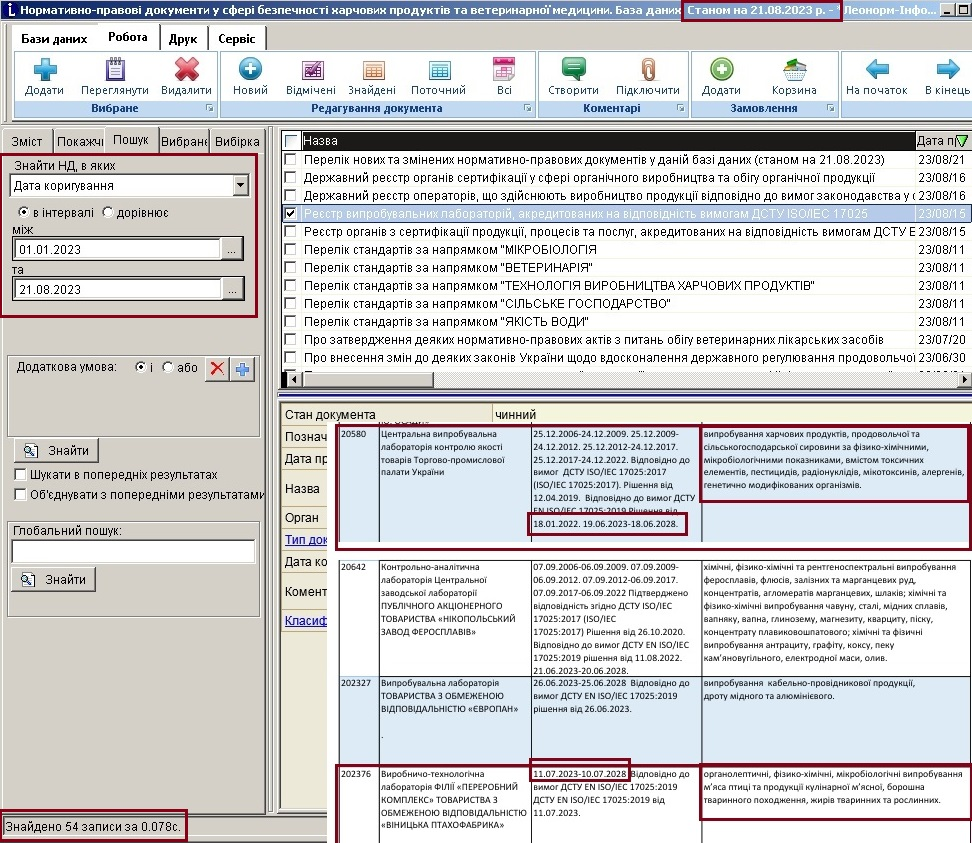 Нормативно-правові документи у сфері безпечності харчових продуктів та ветеринарної медицини. База даних Станом на 21.08.2023 р. - Леонорм-Інфо...
Бази даних Робота Друк Сервіс
Додати Переглянути Видалити Новий Відмічені Знайдені Поточний Всі Створити Підключити Додати Корзина На початок В кінець
Вибране Редагування документа Коментарі Замовлення
Зміст Покажчи Пошук Вибране Вибірка
Знайти НД, в яких
Дата коригування
в інтервалі дорівнює
між
01.01.2023 ...
та
21.08.2023 ...
Додаткова умова: і або
Знайти
Шукати в попередніх результатах
Об'єднувати з попередніми результатами
Глобальний пошук:
Знайти
Знайдено 54 записи за 0.078с.
Назва Дата п
Перелік нових та змінених нормативно-правових документів у даній базі даних (станом на 21.08.2023) 23/08/21
Державний реєстр органів сертифікації у сфері органічного виробництва та обігу органічної продукції 23/08/16
Державний реєстр операторів, що здійснюють виробництво продукції відповідно до вимог законодавства у с 23/08/16
Реєстр випробувальних лабораторій, акредитованих на відповідність вимогам ДСТУ ISO/IEC 17025 23/08/15
Реєстр органів з сертифікації продукції, процесів та послуг, акредитованих на відповідність вимогам ДСТУ E 23/08/15
Перелік стандартів за напрямком "МІКРОБІОЛОГІЯ 23/08/11
Перелік стандартів за напрямком "ВЕТЕРИНАРІЯ" 23/08/11
Перелік стандартів за напрямком "ТЕХНОЛОГІЯ ВИРОБНИЦТВА ХАРЧОВИХ ПРОДУКТІВ" 23/08/11
Перелік стандартів за напрямком "СІЛЬСЬКЕ ГОСПОДАРСТВО" 23/08/11
Перелік стандартів за напрямком "ЯКІСТЬ ВОДИ" 23/08/11
Про затвердження деяких нормативно-правових актів з питань обігу ветеринарних лікарських засобів 23/07/20
Про внесення змін до деяких законів України щодо вдосконалення державного регулювання продовольчої 23/06/30
Стан документа чинний
Познач
Дата пр
Назва
Орган
Тип док
Дата ко
Комент
Класиф
20580
Центральна випробувальна
лабораторія контролю якості
товарів Торгово-промислової
палати України
25.12.2006-24.12.2009. 25.12.2009-
24.12.2012. 25.12.2012-24.12.2017.
25.12.2017-24.12.2022. Відповідно до
вимог ДСТУ ISO/IEC 17025:2017
(ISO/IEC 17025:2017). Рішення від
12.04.2019. Відповідно до вимог ДСТУ
EN ISO/IEC 17025:2019 Рішення від
18.01.2022. 19.06.2023-18.06.2028.
випробування харчових продуктів, продовольчої та
сільськогосподарської сировини за фізико-хімічними,
мікробіологічними показниками, вмістом токсичних
елементів, пестицидів, радіонуклідів, мікотоксинів, алергенів,
генетично модифікованих організмів.
20642
Контрольно-аналітична
лабораторія Центральної
заводської лабораторії
ПУБЛІЧНОГО АКЦІОНЕРНОГО
ТОВАРИСТВА «НІКОПОЛЬСЬКИЙ
ЗАВОД ФЕРОСПЛАВІВ»
07.09.2006-06.09.2009. 07.09.2009-
06.09.2012. 07.09.2012-06.09.2017.
07.09.2017-06.09.2022 Підтверджено
відповідність згідно ДСТУ ISO/IEC
17025:2017 (ISO/IEC
17025:2017) Рішення від 26.10.2020.
Відповідно до вимог ДСТУ EN ISO/IEC
17025:2019 рішення від 11.08.2022.
21.06.2023-20.06.2028.
хімічні, фізико-хімічні та рентгеноспектральні випробування
феросплавів, флюсів, залізних та марганцевих руд,
концентратів, агломератів марганцевих, шлаків; хімічні та
фізико-хімічні випробування чавуну, сталі, мідних сплавів,
вапняку, вапна, глинозему, магнезиту, кварциту, піску,
концентрату плавиковошпатового; хімічні та фізичні
випробування антрациту, графіту, коксу, пеку
кам'яновугільного, електродної маси, олив.
202327
Випробувальна лабораторія
ТОВАРИСТВА З ОБМЕЖЕНОЮ
ВІДПОВІДАЛЬНІСТЮ «ЄВРОПАН»
.
26.06.2023-25.06.2028 Відповідно до
вимог ДСТУ EN ISO/IEC 17025:2019
рішення від 26.06.2023.
випробування кабельно-провідникової продукції,
дроту мідного та алюмінієвого.
202376
Виробничо-технологічна
лабораторія ФІЛІЇ «ПЕРЕРОБНИЙ
КОМПЛЕКС» ТОВАРИСТВА З
ОБМЕЖЕНОЮ ВІДПОВІДАЛЬНІСТЮ
«ВІННИЦЬКА ПТАХОФАБРИКА»
11.07.2023-10.07.2028 Відповідно до
вимог ДСТУ EN ISO/IEC 17025:2019
ДСТУ EN ISO/IEC 17025:2019 від
11.07.2023.
органолептичні, фізико-хімічні, мікробіологічні випробування
м'яса птиці та продукції кулінарної м'ясної, борошна
тваринного походження, жирів тваринних та рослинних.